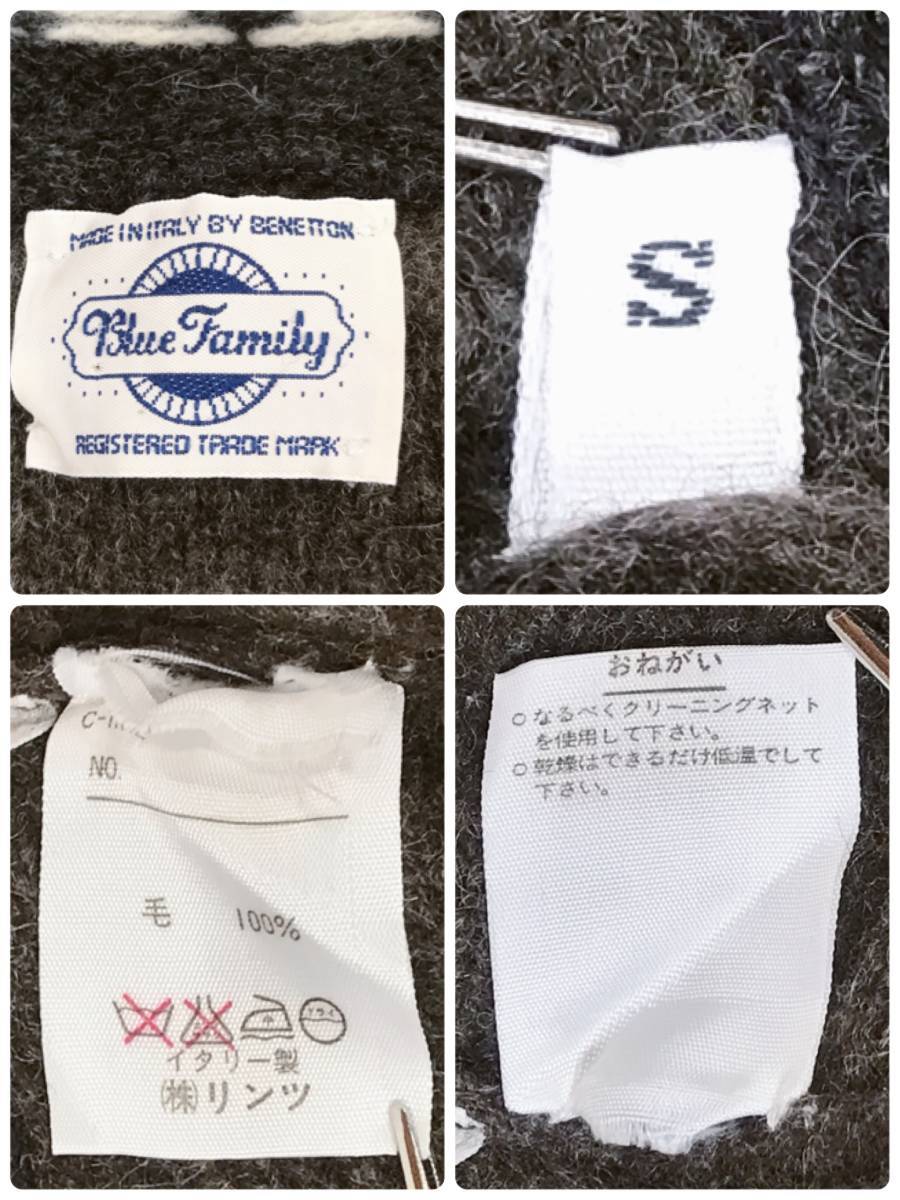 MADE IN ITALY BY BENETTON
Blue Family
REGISTERED TRADE MARK
S
NO.
毛 100%
ドライ
イタリー製
㈱リンツ
おねがい
○なるべくクリーニングネット
を使用して下さい。
○乾燥はできるだけ低温でして
下さい。